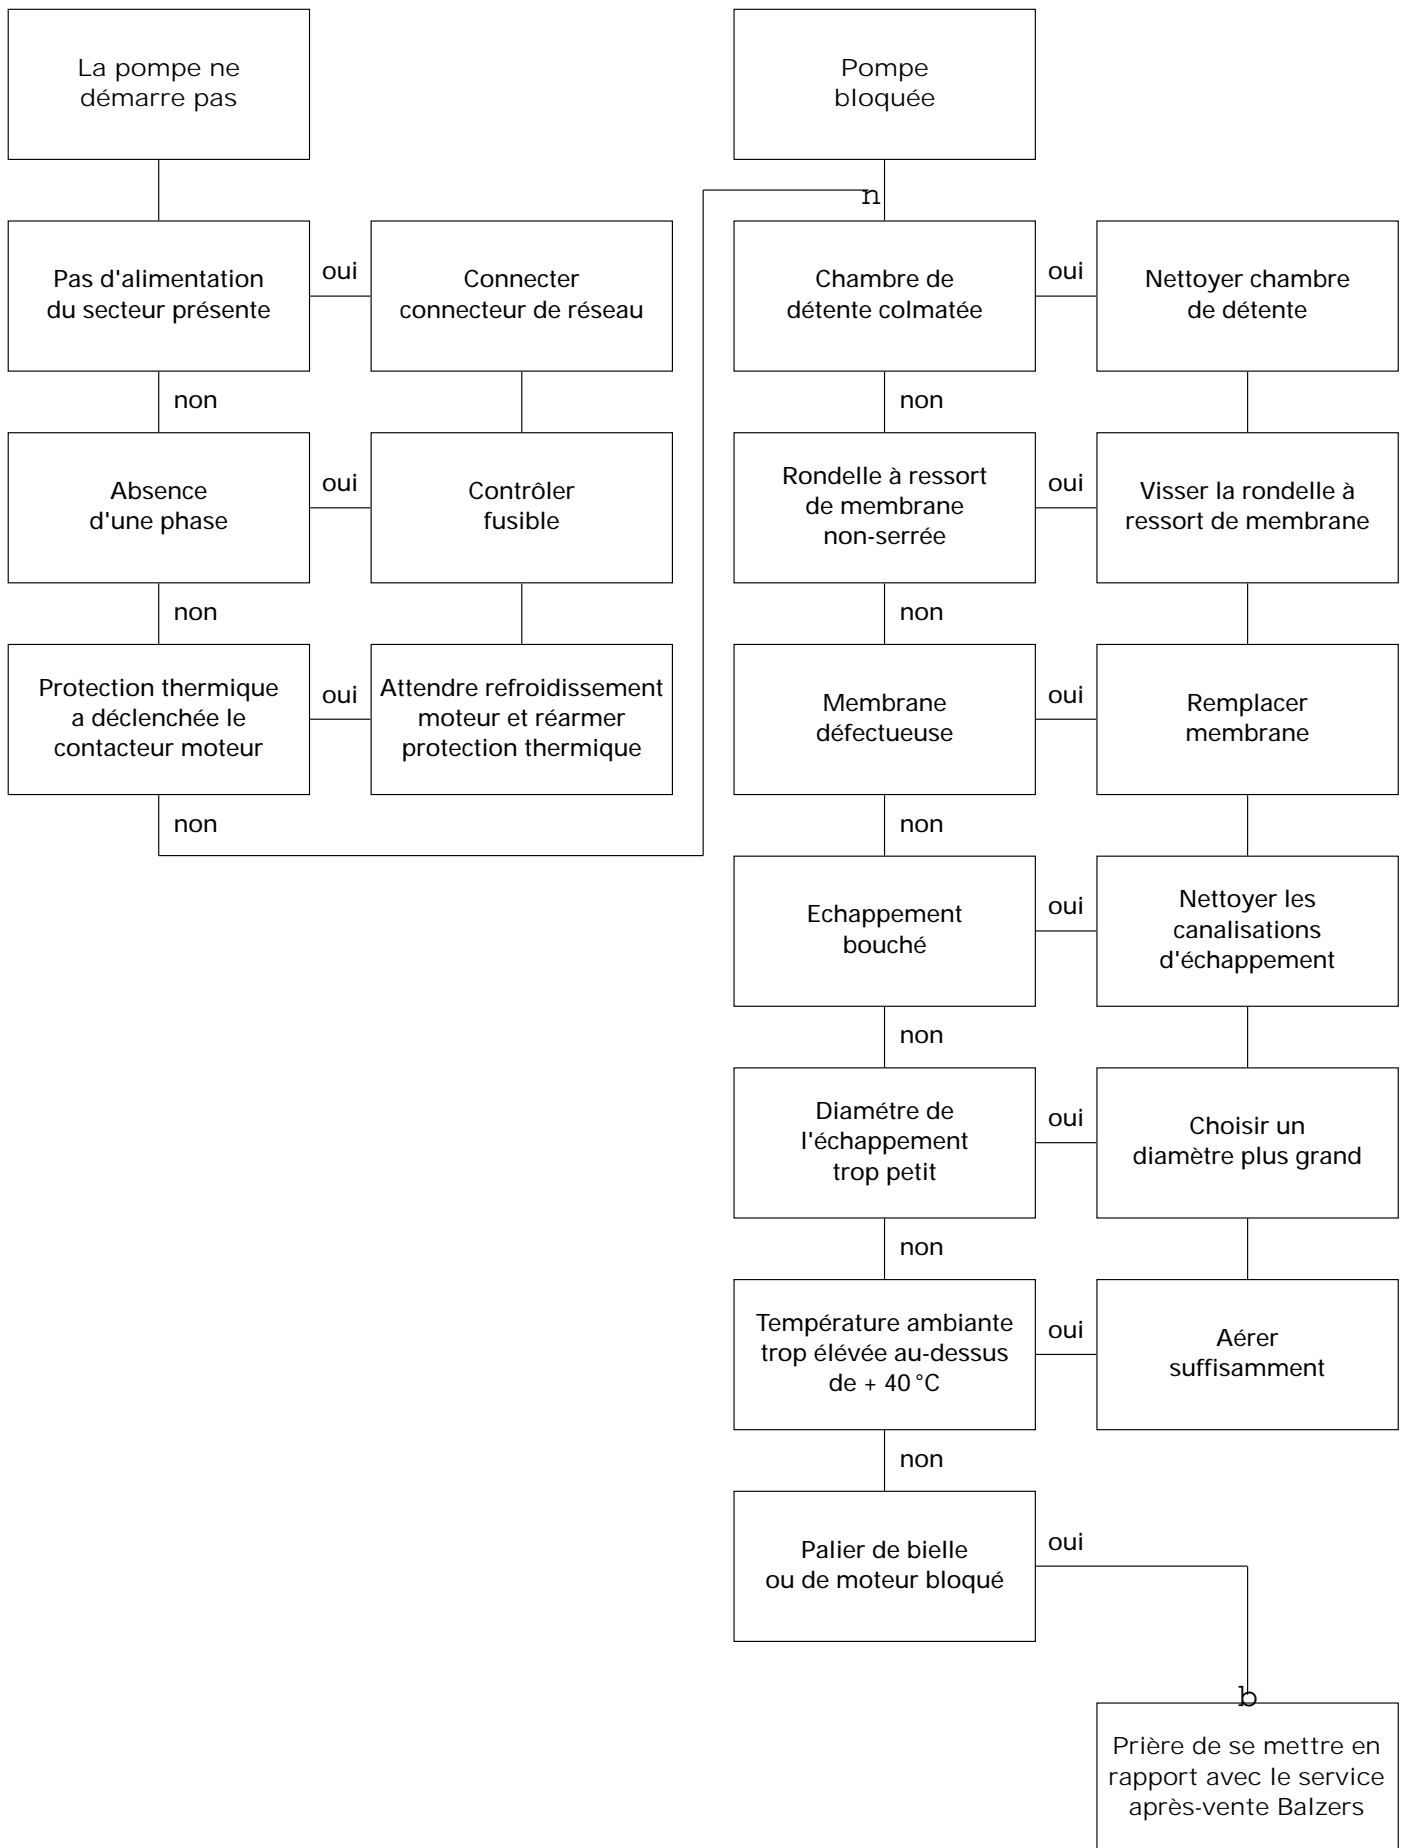 La pompe ne
démarre pas
Pas d'alimentation
du secteur présente
oui
Connecter
connecteur de réseau
non
Absence
d'une phase
oui
Contrôler
fusible
non
Protection thermique
a déclenchée le
contacteur moteur
oui
Attendre refroidissement
moteur et réarmer
protection thermique
non
Pompe
bloquée
n
Chambre de
détente colmatée
oui
Nettoyer chambre
de détente
non
Rondelle à ressort
de membrane
non-serrée
oui
Visser la rondelle à
ressort de membrane
non
Membrane
défectueuse
oui
Remplacer
membrane
non
Echappement
bouché
oui
Nettoyer les
canalisations
d'échappement
non
Diamétre de
l'échappement
trop petit
oui
Choisir un
diamètre plus grand
non
Température ambiante
trop élévée au-dessus
de + 40 °C
oui
Aérer
suffisamment
non
Palier de bielle
ou de moteur bloqué
oui
b
Prière de se mettre en
rapport avec le service
après-vente Balzers